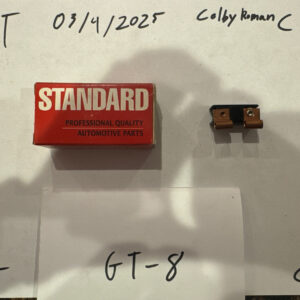 T 03/4/2025 Colby Roman C
STANDARD
PROFESSIONAL QUALITY
AUTOMOTIVE PARTS
GT-8